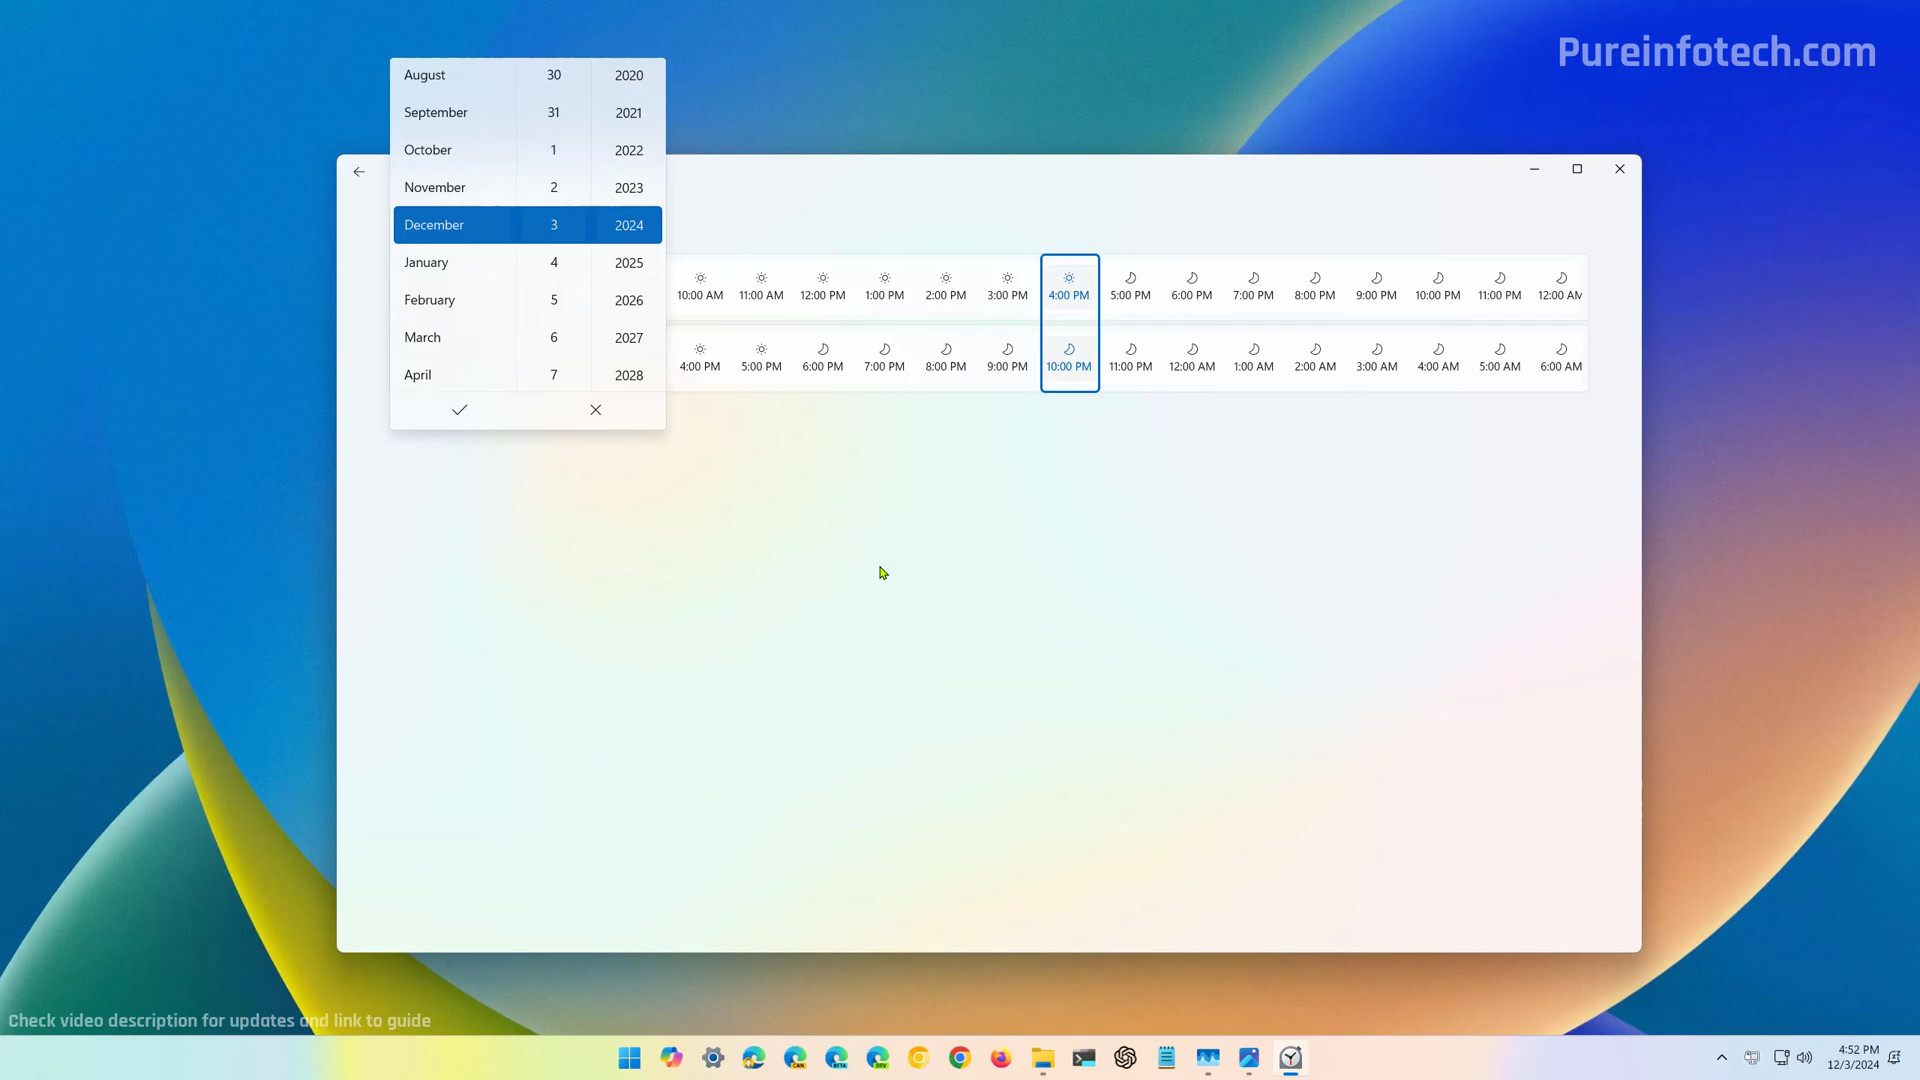 Pureinfotech.com
August 30 2020
September 31 2021
October 1 2022
November 2 2023
December 3 2024
January 4 2025
February 5 2026
March 6 2027
April 7 2028
10:00 AM 11:00 AM 12:00 PM 1:00 PM 2:00 PM 3:00 PM 4:00 PM 5:00 PM 6:00 PM 7:00 PM 8:00 PM 9:00 PM 10:00 PM 11:00 PM 12:00 AM
4:00 PM 5:00 PM 6:00 PM 7:00 PM 8:00 PM 9:00 PM 10:00 PM 11:00 PM 12:00 AM 1:00 AM 2:00 AM 3:00 AM 4:00 AM 5:00 AM 6:00 AM
Check video description for updates and link to guide
CAN BETA DEV
4:52 PM
12/3/2024